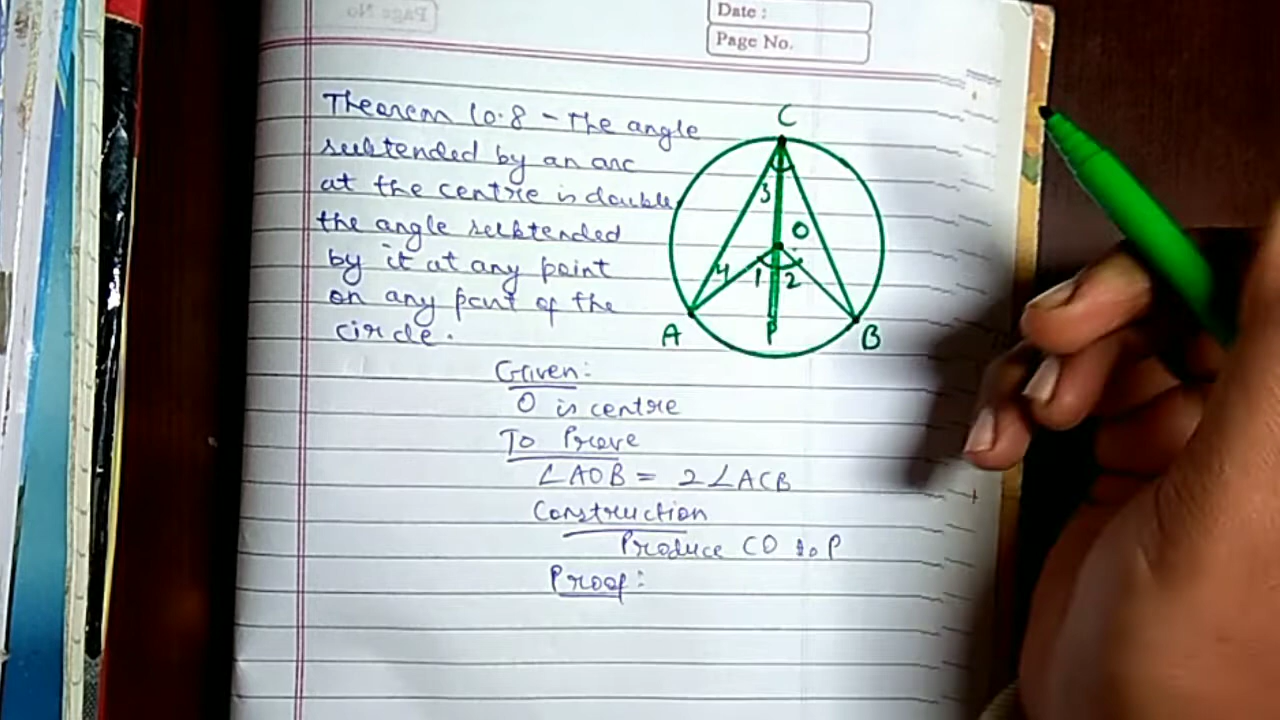 Date :
Page No.
Page No
Theorem 10.8 - The angle
subtended by an arc
at the centre is double
the angle subtended
by it at any point
on any part of the
circle.
C
3
O
4
1
2
P
A
B
Given:
O is centre
To Prove
∠AOB = 2∠ACB
Construction
Produce CO to P
Proof: